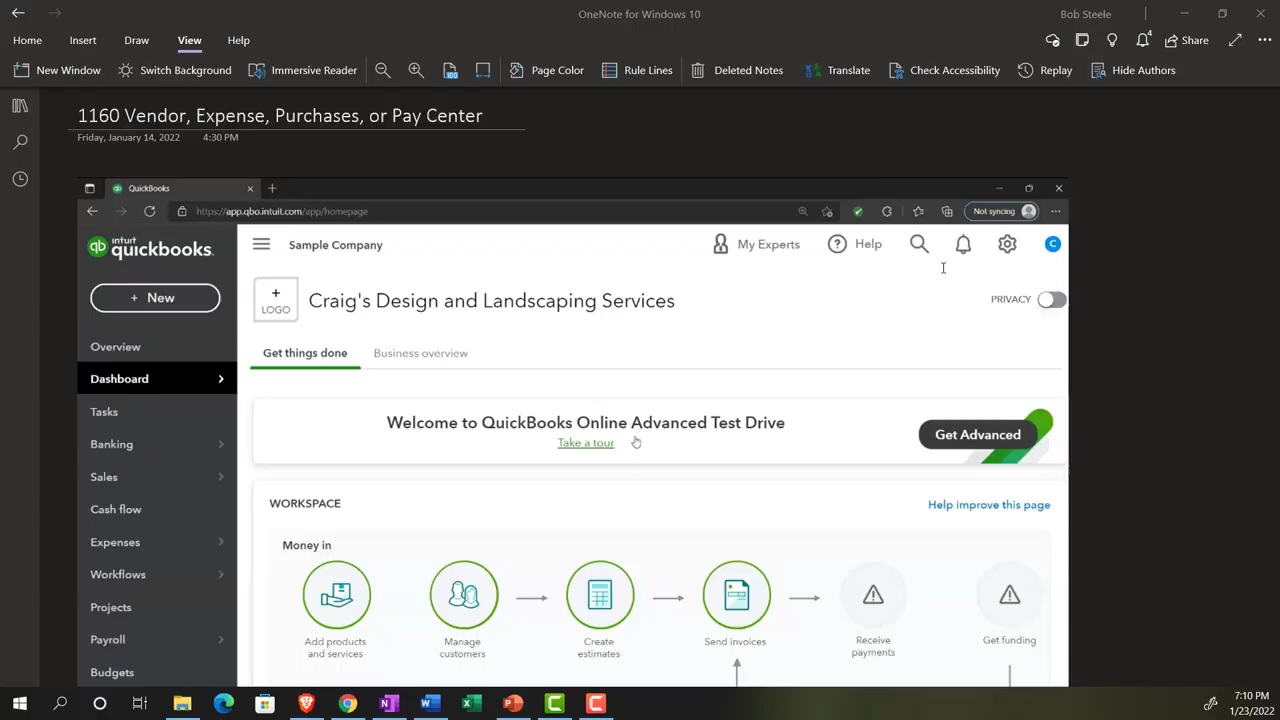 OneNote for Windows 10
Bob Steele
Home
Insert
Draw
View
Help
Share
New Window
Switch Background
Immersive Reader
100
Page Color
Rule Lines
Deleted Notes
Translate
Check Accessibility
Replay
Hide Authors
1160 Vendor, Expense, Purchases, or Pay Center
Friday, January 14, 2022 4:30 PM
QuickBooks
https://app.qbo.intuit.com/app/homepage
Not syncing
intuit
quickbooks.
Sample Company
My Experts
Help
C
+ New
+
LOGO
Craig's Design and Landscaping Services
PRIVACY
Overview
Get things done
Business overview
Dashboard
Tasks
Welcome to QuickBooks Online Advanced Test Drive
Take a tour
Get Advanced
Banking
Sales
WORKSPACE
Help improve this page
Cash flow
Expenses
Money in
Workflows
Projects
Payroll
Budgets
Add products
and services
Manage
customers
Create
estimates
Send invoices
Receive
payments
Get funding
7:10 PM
1/23/2022